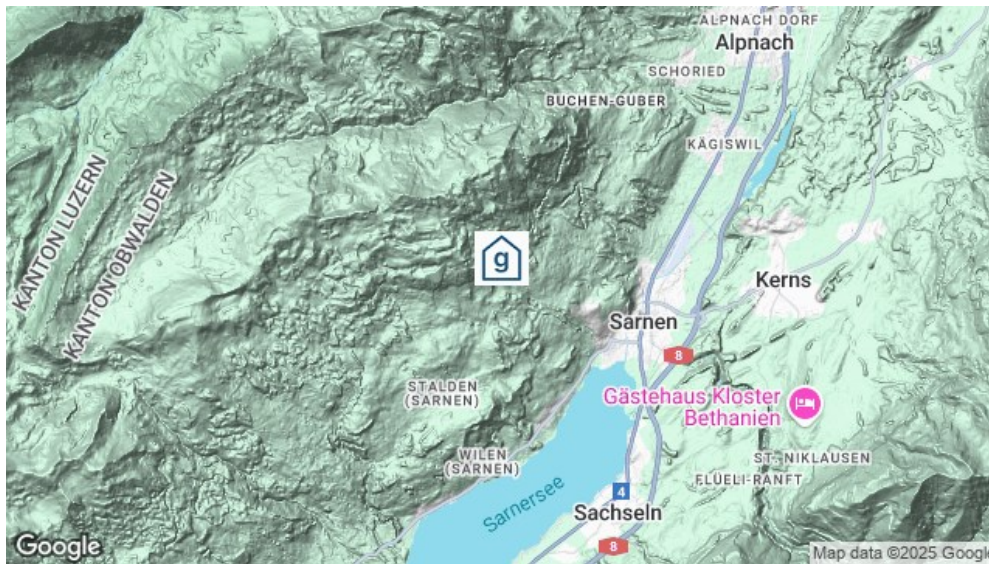 ALPNACH DORF
Alpnach
SCHORIED
BUCHEN-GUBER
KÄGISWIL
KANTON LUZERN
KANTON OBWALDEN
g
Kerns
Sarnen
8
STALDEN
(SARNEN)
Gästehaus Kloster
Bethanien
WILEN
(SARNEN)
ST. NIKLAUSEN
FLÜELI-RANFT
4
Sarnersee
Sachseln
8
Google
Map data ©2025 Google